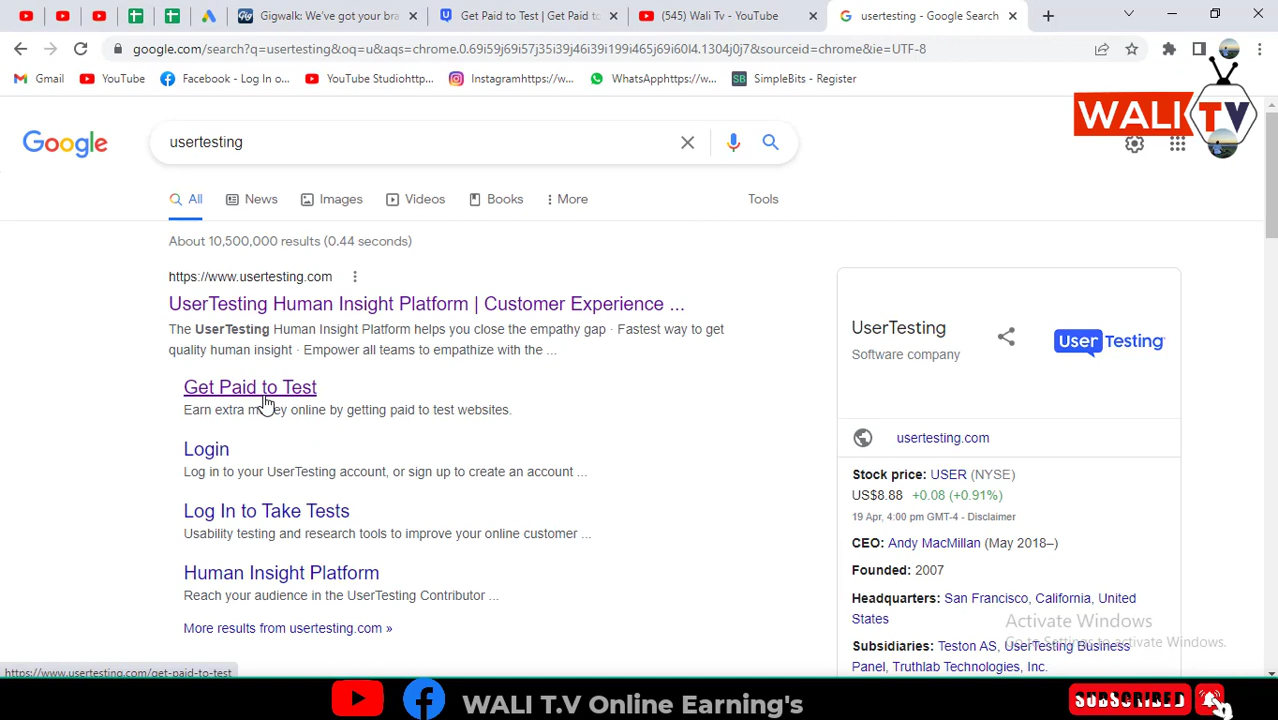 Gigwalk: We've got your bra
Get Paid to Test | Get Paid to
(545) Wali Tv - YouTube
usertesting - Google Search
google.com/search?q=usertesting&oq=u&aqs=chrome.0.69i59j69i57j35i39j46i39i199i465j69i60l4.1304j0j7&sourceid=chrome&ie=UTF-8
Gmail
YouTube
Facebook - Log In o...
YouTube Studiohttp...
Instagramhttps://w...
WhatsApphttps://w...
SB
SimpleBits - Register
WALI TV
Google
usertesting
All
News
Images
Videos
Books
More
Tools
About 10,500,000 results (0.44 seconds)
https://www.usertesting.com
UserTesting Human Insight Platform | Customer Experience ...
The UserTesting Human Insight Platform helps you close the empathy gap · Fastest way to get
quality human insight · Empower all teams to empathize with the ...
Get Paid to Test
Earn extra money online by getting paid to test websites.
Login
Log in to your UserTesting account, or sign up to create an account ...
Log In to Take Tests
Usability testing and research tools to improve your online customer ...
Human Insight Platform
Reach your audience in the UserTesting Contributor ...
More results from usertesting.com »
UserTesting
Software company
User Testing
usertesting.com
Stock price: USER (NYSE)
US$8.88 +0.08 (+0.91%)
19 Apr, 4:00 pm GMT-4 - Disclaimer
CEO: Andy MacMillan (May 2018–)
Founded: 2007
Headquarters: San Francisco, California, United
States
Subsidiaries: Teston AS, UserTesting Business
Panel, Truthlab Technologies, Inc.
Activate Windows
Go to Settings to activate Windows.
https://www.usertesting.com/get-paid-to-test
WALI T.V Online Earning's
SUBSCRIBED